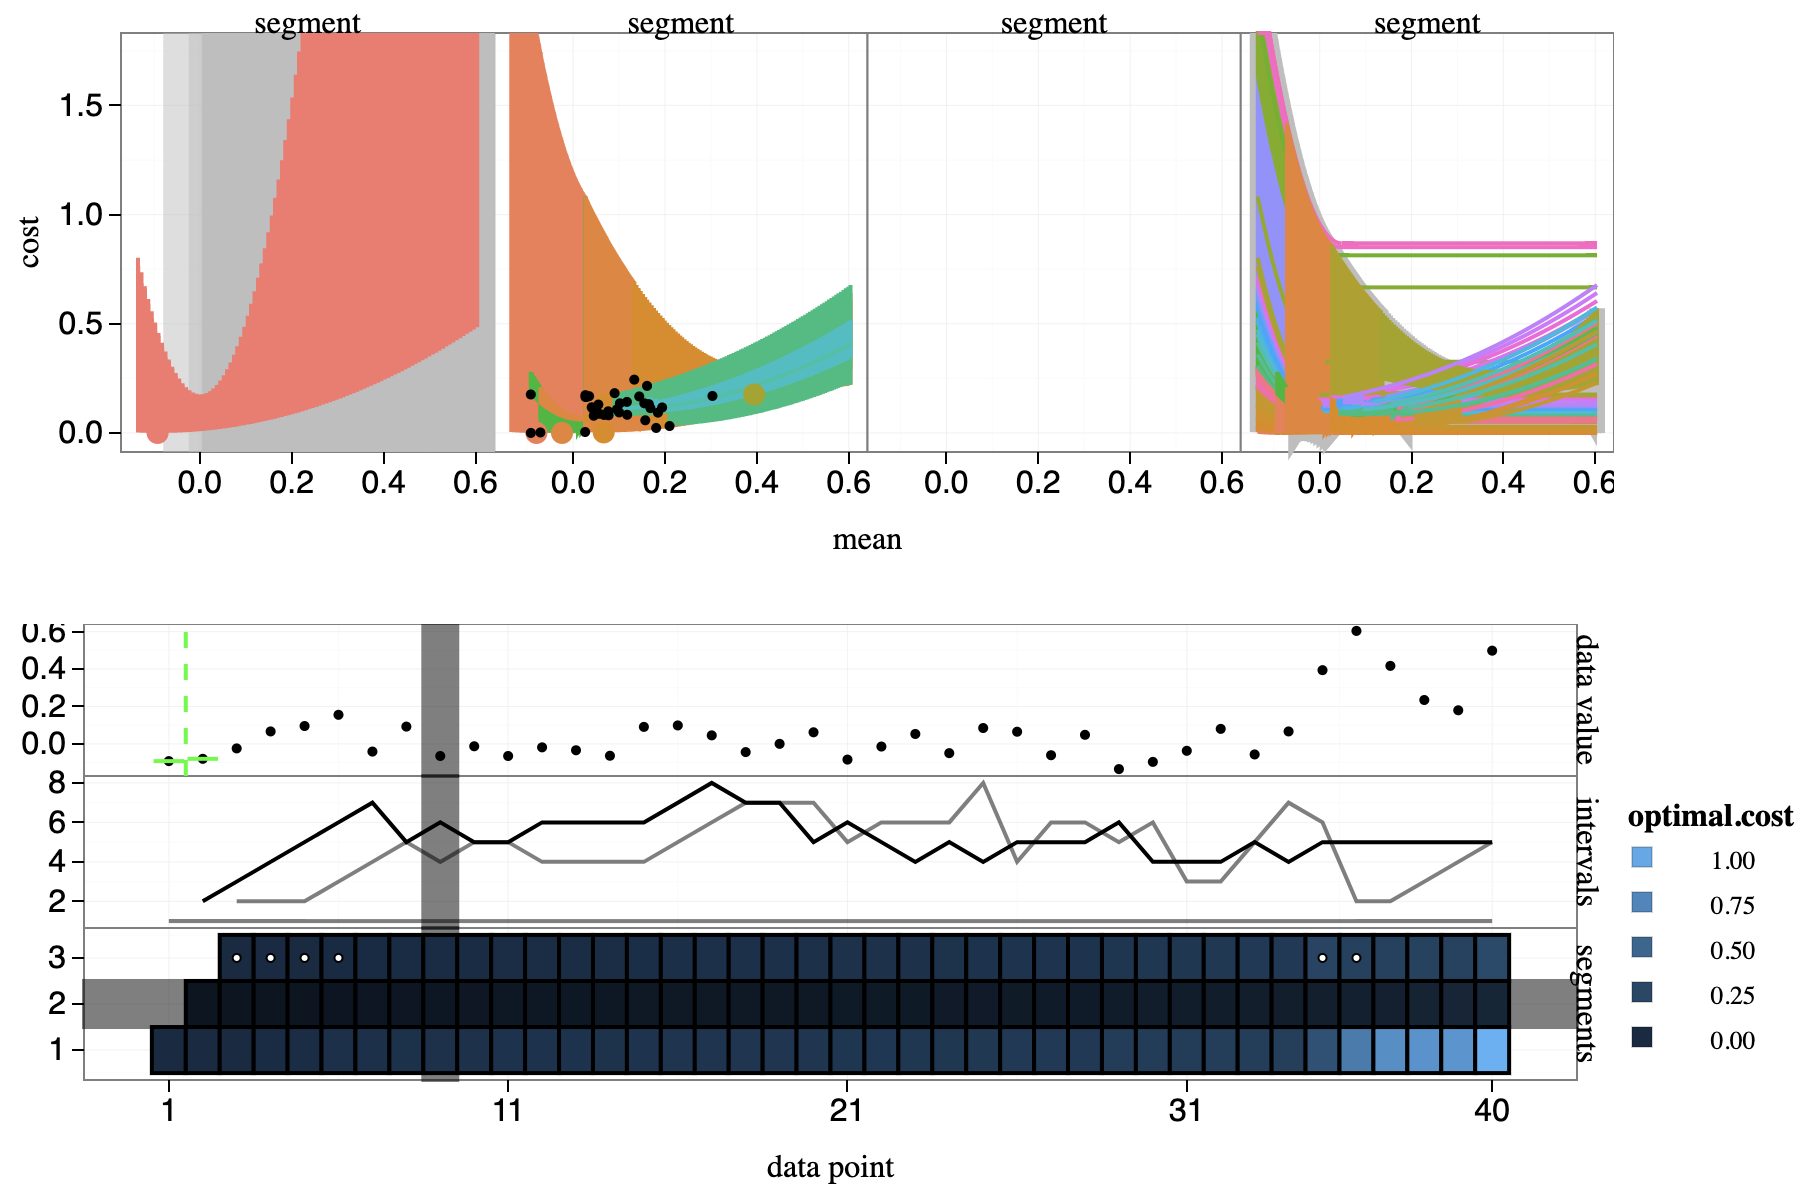 segment segment segment segment
cost
1.5
1.0
0.5
0.0
0.0 0.2 0.4 0.6 0.0 0.2 0.4 0.6 0.0 0.2 0.4 0.6 0.0 0.2 0.4 0.6
mean
0.6
0.4
0.2
0.0
data value
8
6
4
2
intervals
3
2
1
segments
1 11 21 31 40
data point
optimal.cost
1.00
0.75
0.50
0.25
0.00